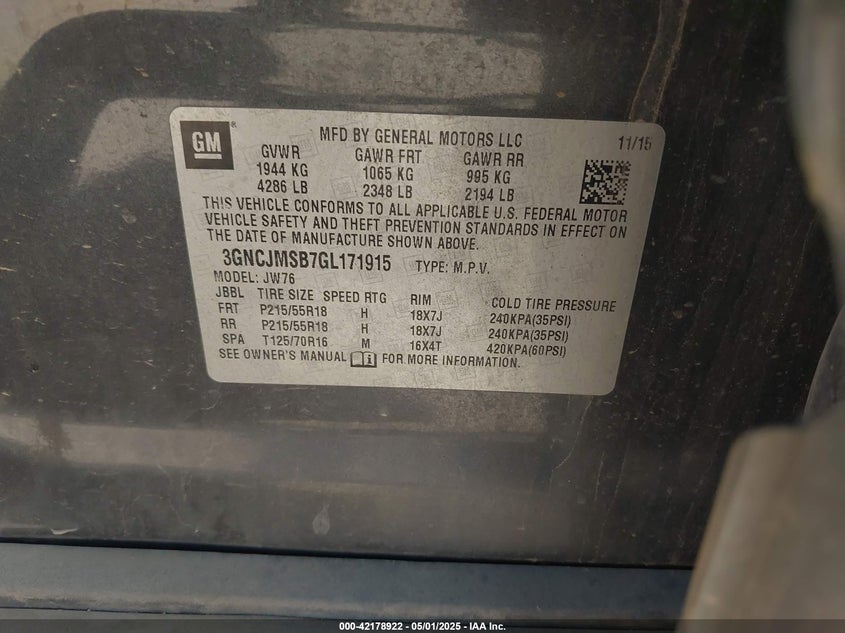 GM
MFD BY GENERAL MOTORS LLC 11/15
GVWR GAWR FRT GAWR RR
1944 KG 1065 KG 995 KG
4286 LB 2348 LB 2194 LB
THIS VEHICLE CONFORMS TO ALL APPLICABLE U.S. FEDERAL MOTOR
VEHICLE SAFETY AND THEFT PREVENTION STANDARDS IN EFFECT ON
THE DATE OF MANUFACTURE SHOWN ABOVE.
3GNCJMSB7GL171915 TYPE: M.P.V.
MODEL: JW76
JBBL TIRE SIZE SPEED RTG RIM COLD TIRE PRESSURE
FRT P215/55R18 H 18X7J 240KPA(35PSI)
RR P215/55R18 H 18X7J 240KPA(35PSI)
SPA T125/70R16 M 16X4T 420KPA(60PSI)
SEE OWNER'S MANUAL FOR MORE INFORMATION.
000-42178922 - 05/01/2025 - IAA Inc.